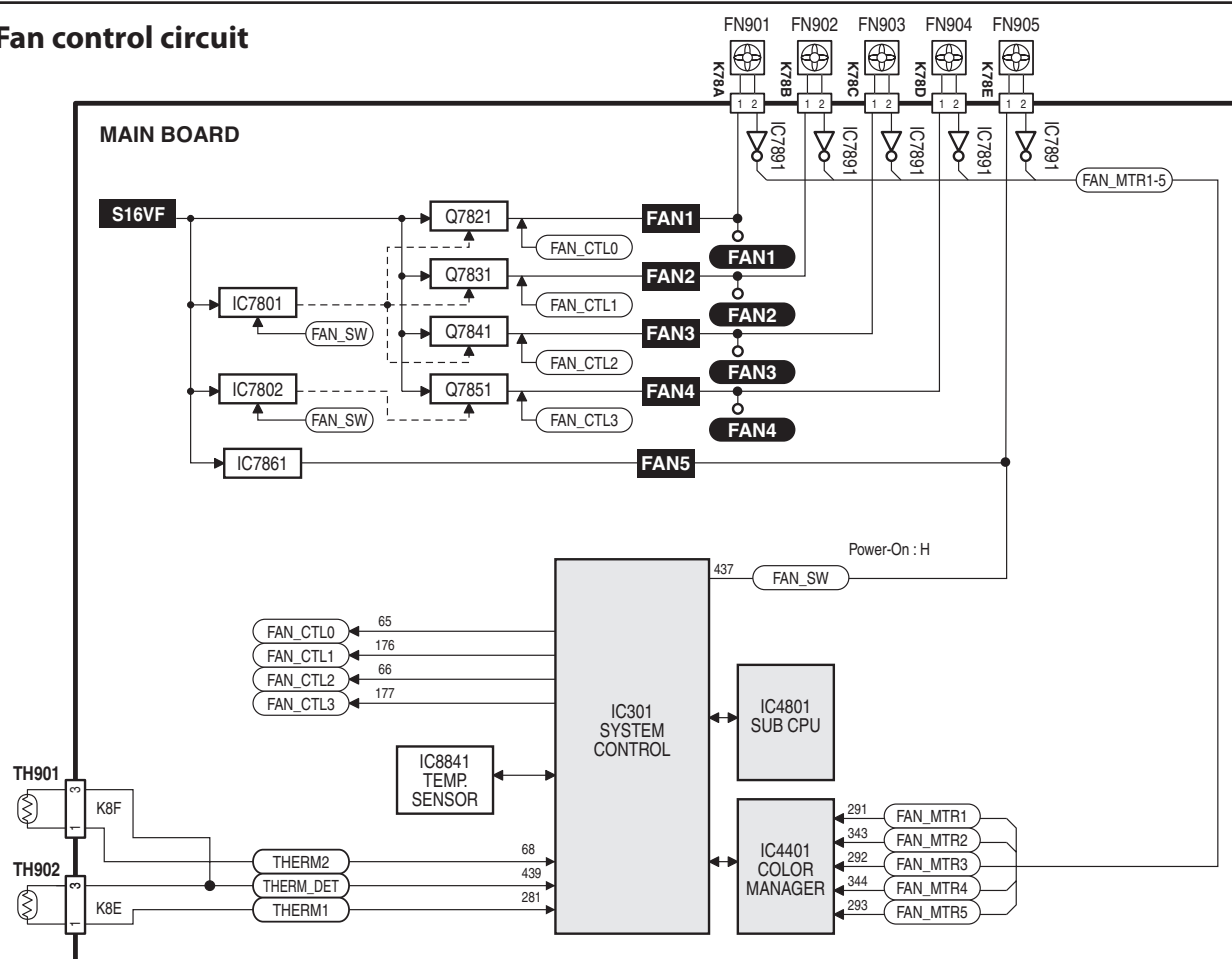 Fan control circuit
FN901 FN902 FN903 FN904 FN905
K78A K78B K78C K78D K78E
1 2 1 2 1 2 1 2 1 2
MAIN BOARD
IC7891 IC7891 IC7891 IC7891 IC7891
FAN_MTR1-5
S16VF
Q7821 FAN1
FAN_CTL0 FAN1
Q7831 FAN2
IC7801
FAN_CTL1 FAN2
FAN_SW
Q7841 FAN3
FAN_CTL2 FAN3
IC7802 Q7851 FAN4
FAN_SW FAN_CTL3 FAN4
IC7861 FAN5
Power-On : H
437 FAN_SW
FAN_CTL0 65
FAN_CTL1 176
FAN_CTL2 66
FAN_CTL3 177
IC301
SYSTEM
CONTROL
IC4801
SUB CPU
IC8841
TEMP.
SENSOR
TH901
3
K8F
1
IC4401
COLOR
MANAGER
291 FAN_MTR1
343 FAN_MTR2
292 FAN_MTR3
344 FAN_MTR4
293 FAN_MTR5
TH902
3
K8E
1
THERM2 68
THERM_DET 439
THERM1 281